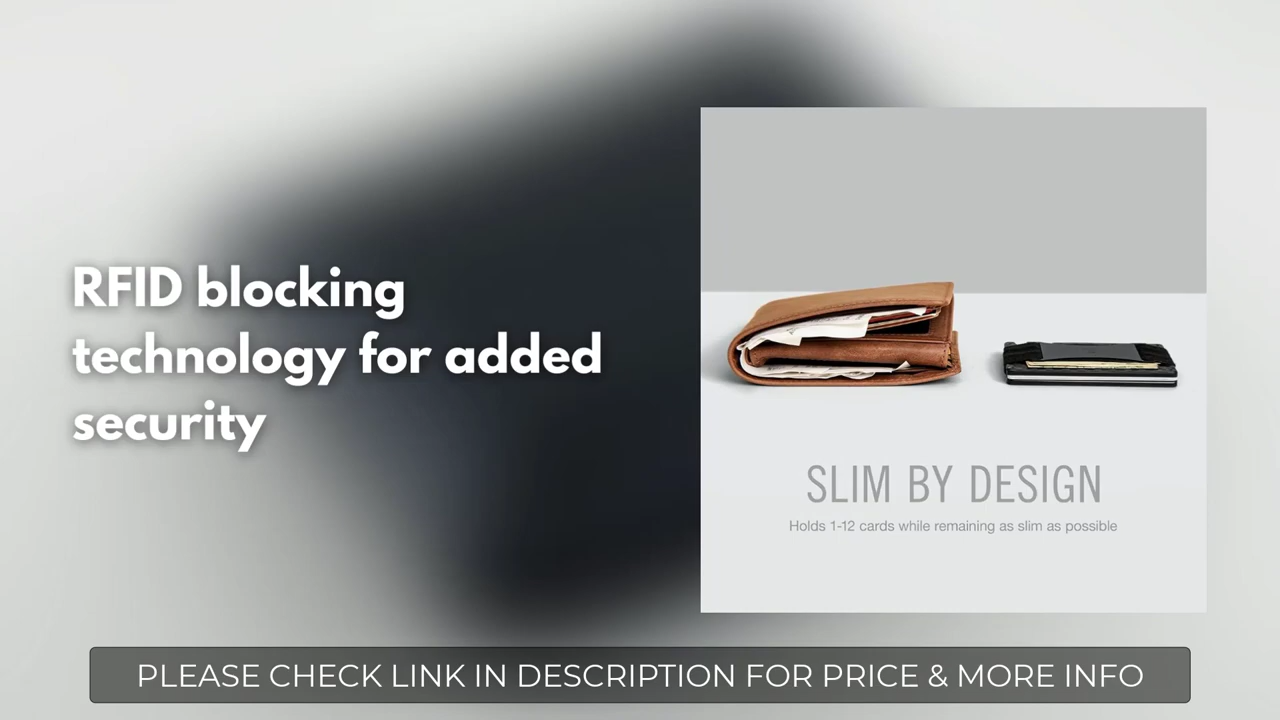 RFID blocking
technology for added
security
SLIM BY DESIGN
Holds 1-12 cards while remaining as slim as possible
PLEASE CHECK LINK IN DESCRIPTION FOR PRICE & MORE INFO